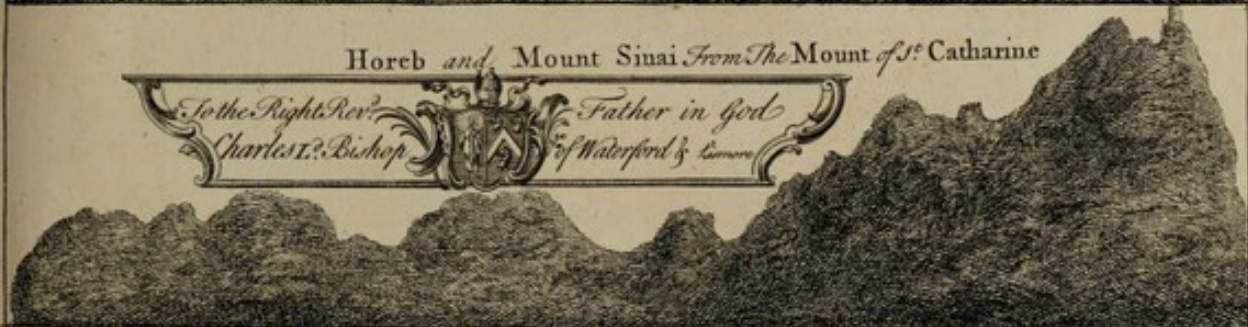 Horeb and Mount Sinai From The Mount of St. Catharine
To the Right Revd. Father in God
Charles Ld. Bishop of Waterford & Lismore